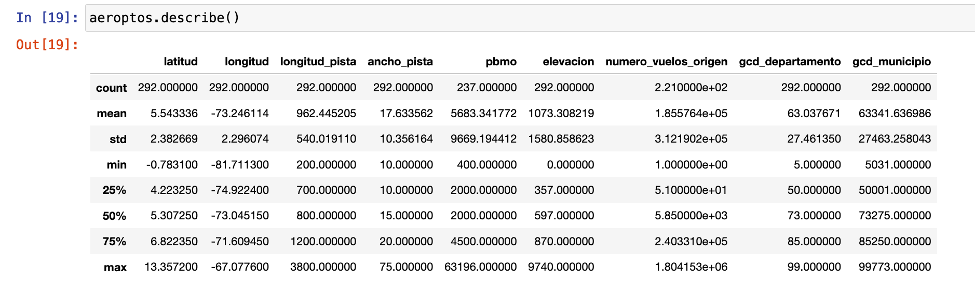 In [19]: aeroptos.describe()
Out[19]:
latitud longitud longitud_pista ancho_pista pbmo elevacion numero_vuelos_origen gcd_departamento gcd_municipio
count 292.000000 292.000000 292.000000 292.000000 237.000000 292.000000 2.210000e+02 292.000000 292.000000
mean 5.543336 -73.246114 962.445205 17.633562 5683.341772 1073.308219 1.855764e+05 63.037671 63341.636986
std 2.382669 2.296074 540.019110 10.356164 9669.194412 1580.858623 3.121902e+05 27.461350 27463.258043
min -0.783100 -81.711300 200.000000 10.000000 400.000000 0.000000 1.000000e+00 5.000000 5031.000000
25% 4.223250 -74.922400 700.000000 10.000000 2000.000000 357.000000 5.100000e+01 50.000000 50001.000000
50% 5.307250 -73.045150 800.000000 15.000000 2000.000000 597.000000 5.850000e+03 73.000000 73275.000000
75% 6.822350 -71.609450 1200.000000 20.000000 4500.000000 870.000000 2.403310e+05 85.000000 85250.000000
max 13.357200 -67.077600 3800.000000 75.000000 63196.000000 9740.000000 1.804153e+06 99.000000 99773.000000